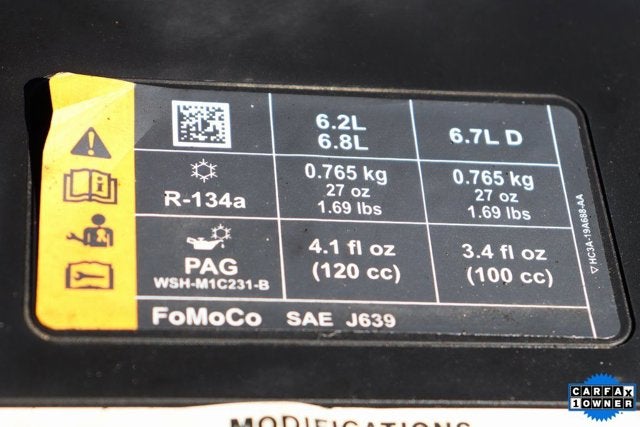 6.2L
6.8L
6.7L D
R-134a
0.765 kg
27 oz
1.69 lbs
0.765 kg
27 oz
1.69 lbs
PAG
WSH-M1C231-B
4.1 fl oz
(120 cc)
3.4 fl oz
(100 cc)
FoMoCo SAE J639
HC3A-19A688-AA
MODIFICATIONS
CARFAX
1 OWNER